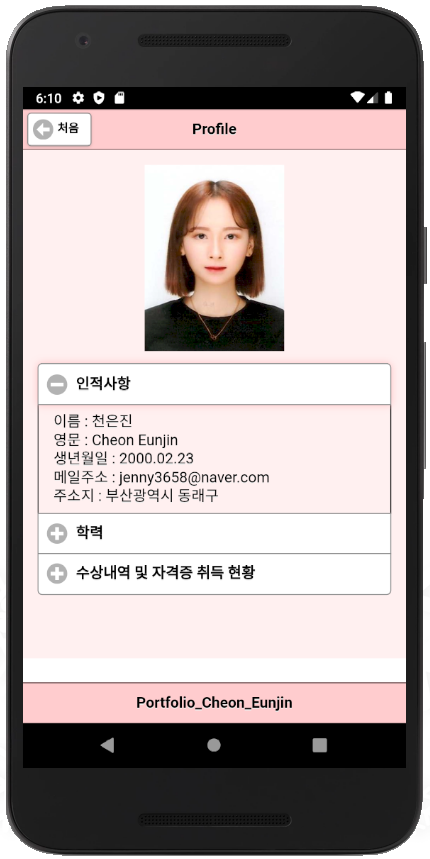 6:10
처음
Profile
인적사항
이름 : 천은진
영문 : Cheon Eunjin
생년월일 : 2000.02.23
메일주소 : jenny3658@naver.com
주소지 : 부산광역시 동래구
학력
수상내역 및 자격증 취득 현황
Portfolio_Cheon_Eunjin